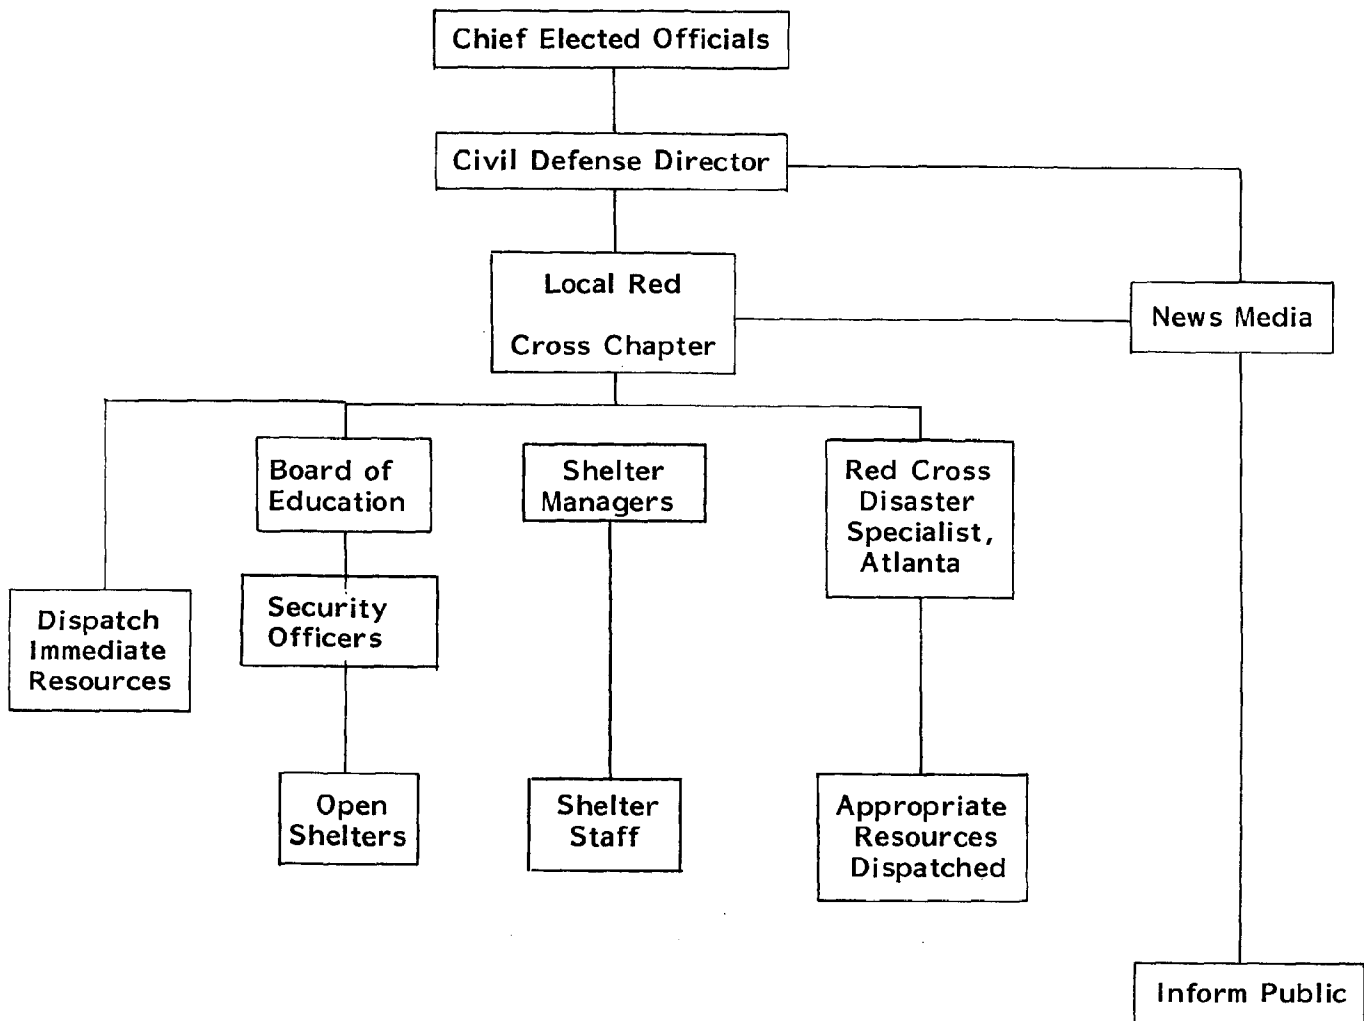 Chief Elected Officials
Civil Defense Director
Local Red
Cross Chapter
News Media
Board of
Education
Shelter
Managers
Red Cross
Disaster
Specialist,
Atlanta
Dispatch
Immediate
Resources
Security
Officers
Open
Shelters
Shelter
Staff
Appropriate
Resources
Dispatched
Inform Public